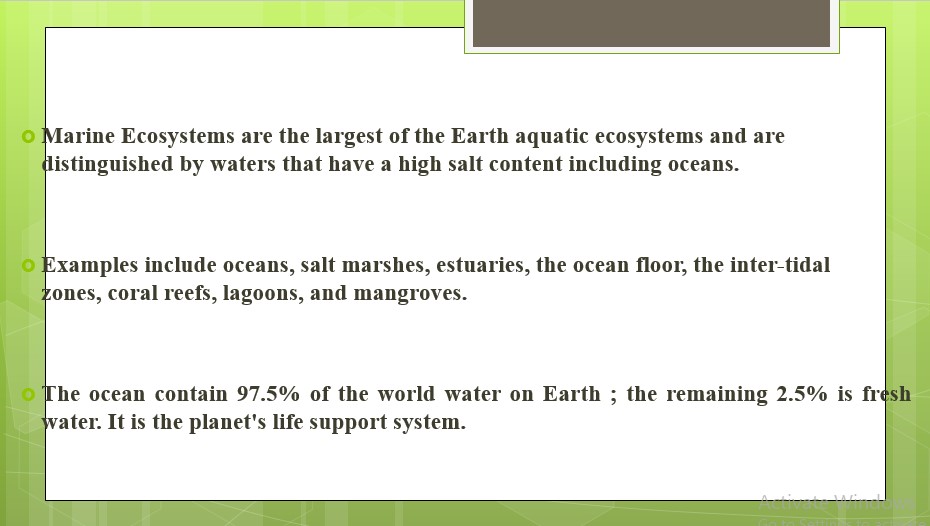 Marine Ecosystems are the largest of the Earth aquatic ecosystems and are
distinguished by waters that have a high salt content including oceans.
Examples include oceans, salt marshes, estuaries, the ocean floor, the inter-tidal
zones, coral reefs, lagoons, and mangroves.
The ocean contain 97.5% of the world water on Earth ; the remaining 2.5% is fresh
water. It is the planet's life support system.
Activate Windows